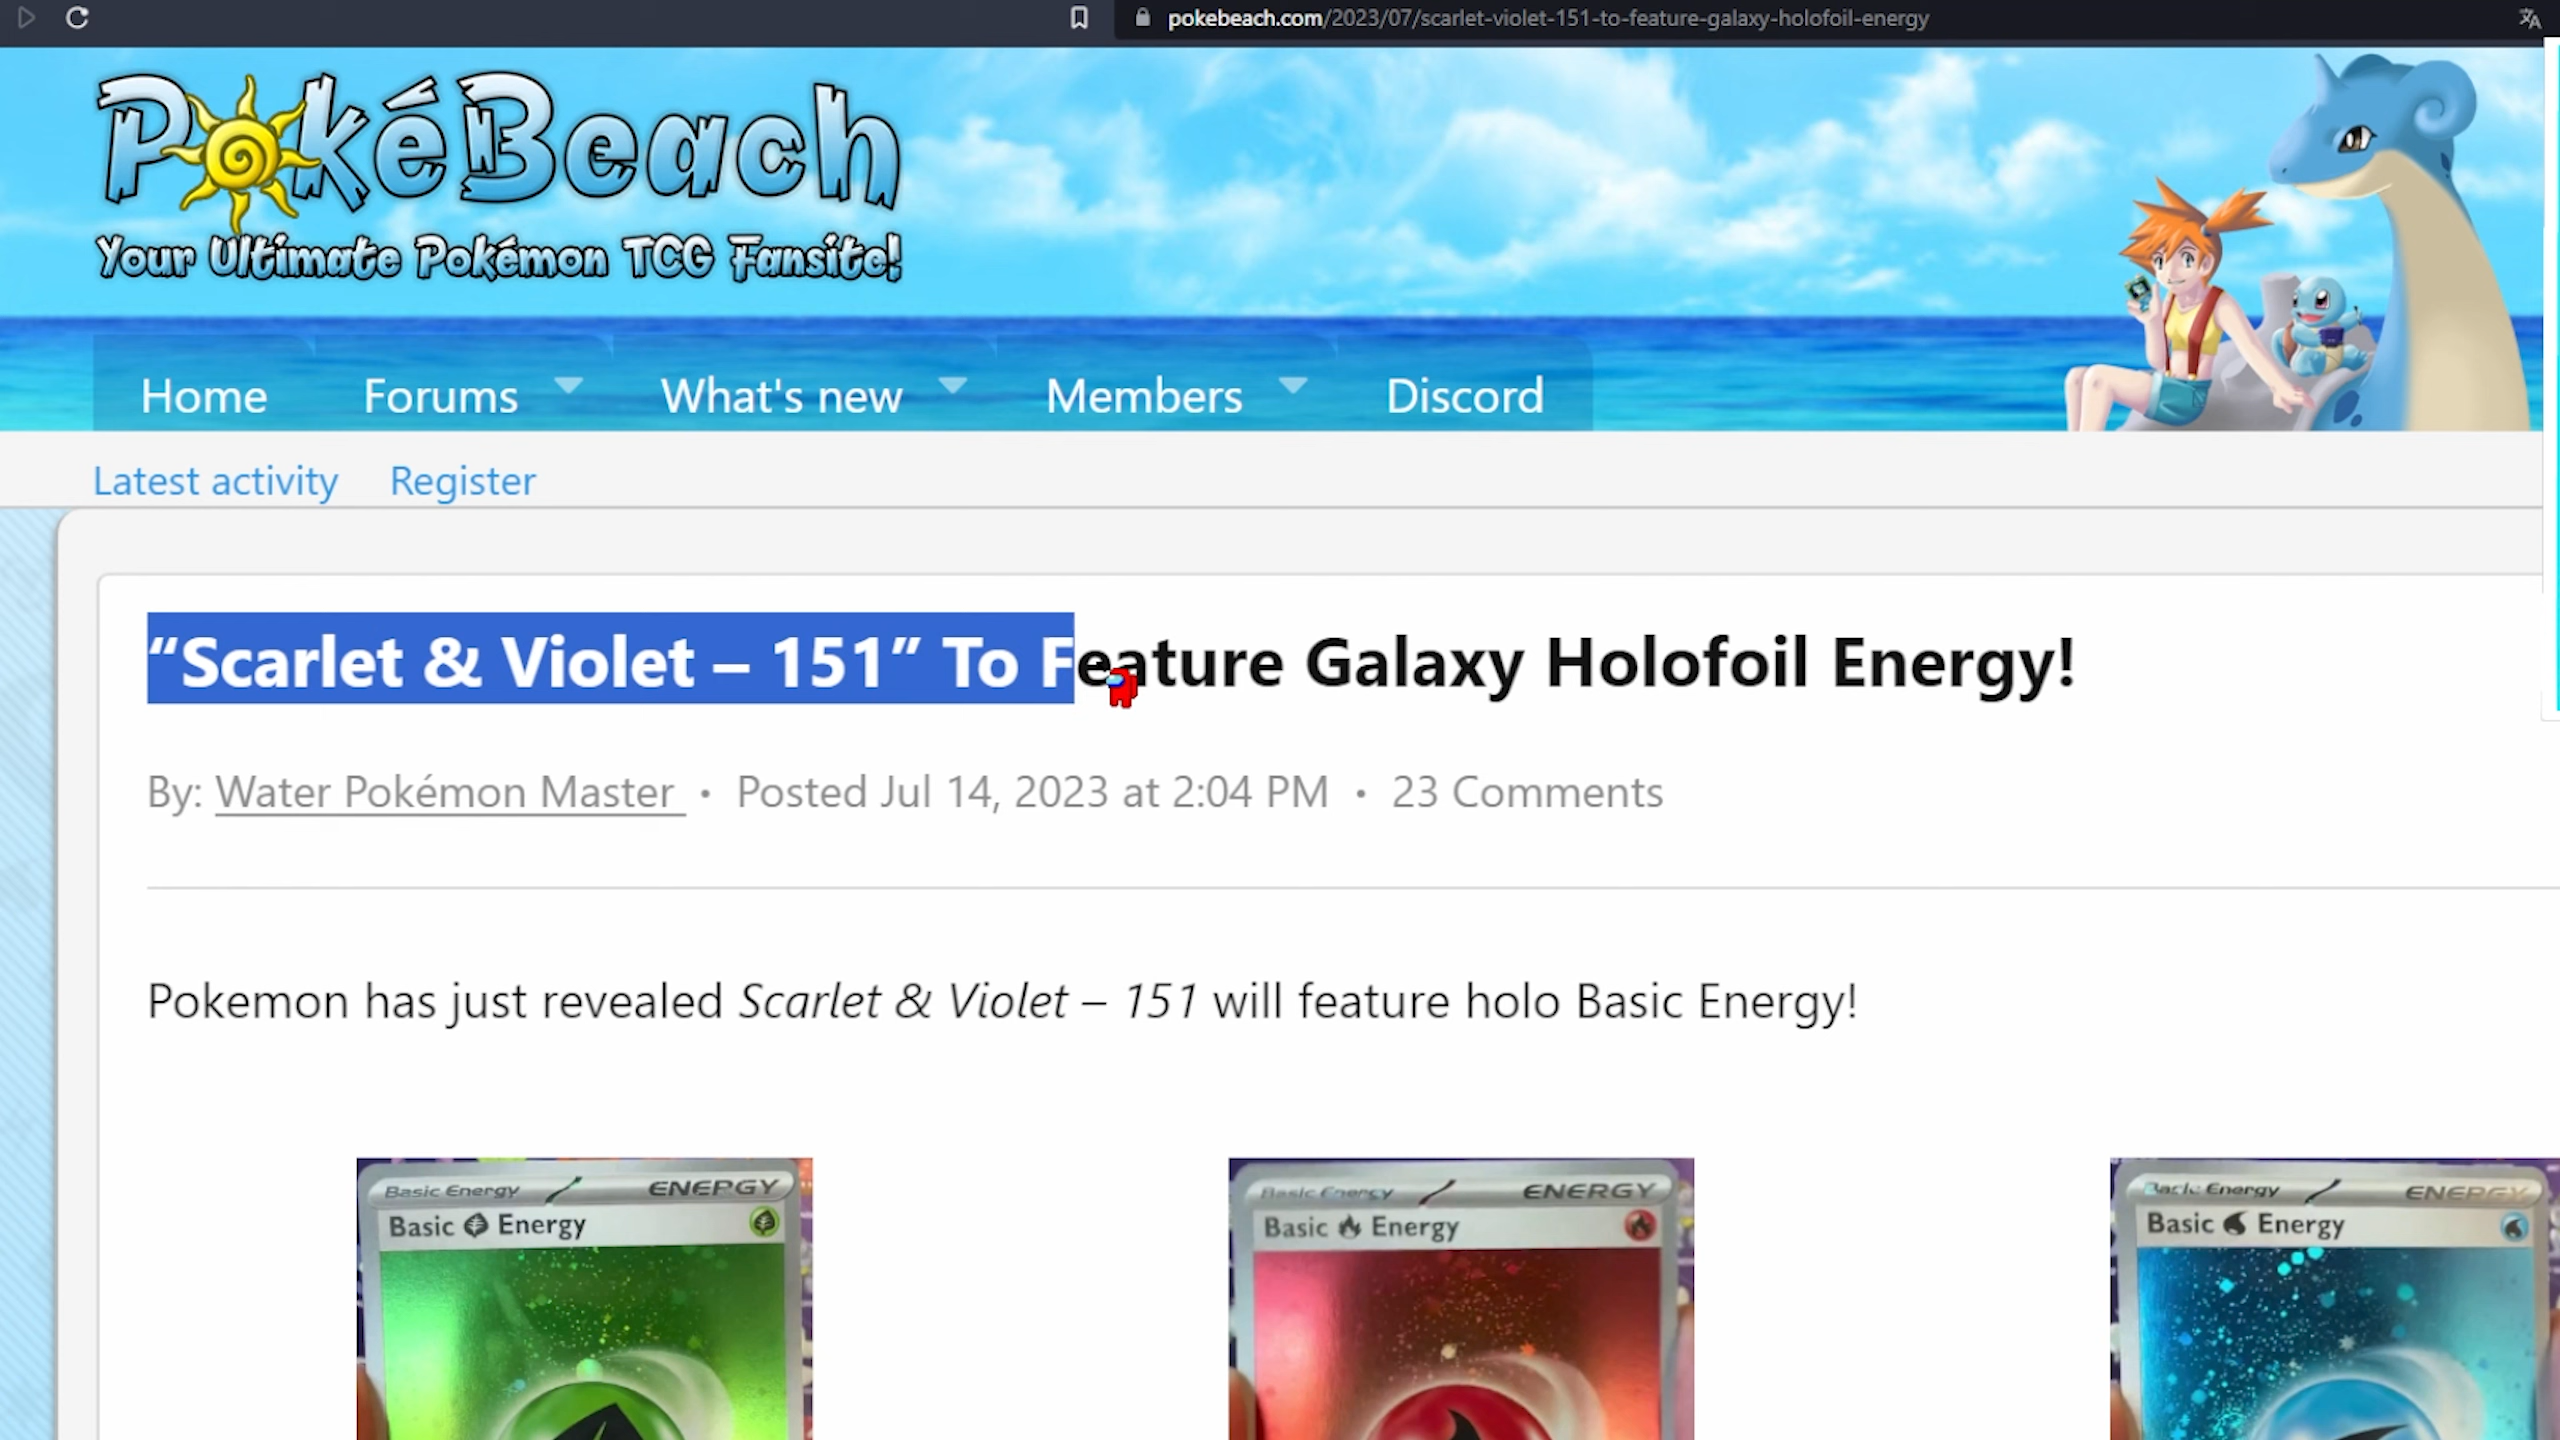 pokebeach.com/2023/07/scarlet-violet-151-to-feature-galaxy-holofoil-energy
PokéBeach
Your Ultimate Pokémon TCG Fansite!
Home Forums What's new Members Discord
Latest activity Register
“Scarlet & Violet – 151” To Feature Galaxy Holofoil Energy!
By: Water Pokémon Master • Posted Jul 14, 2023 at 2:04 PM • 23 Comments
Pokemon has just revealed Scarlet & Violet – 151 will feature holo Basic Energy!
Basic Energy ENERGY
Basic Energy
Basic Energy ENERGY
Basic Energy
Basic Energy ENERGY
Basic Energy